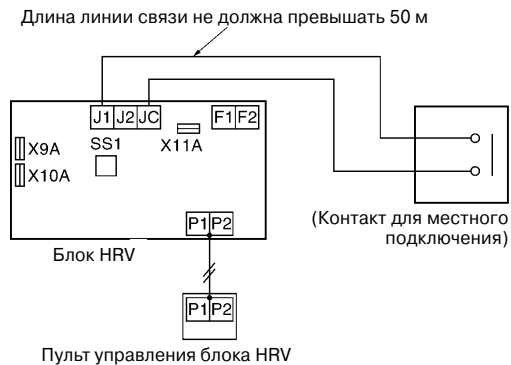 Длина линии связи не должна превышать 50 м
J1 J2 JC F1 F2
X9A SS1 X11A
X10A
P1 P2
(Контакт для местного
подключения)
Блок HRV
P1 P2
Пульт управления блока HRV